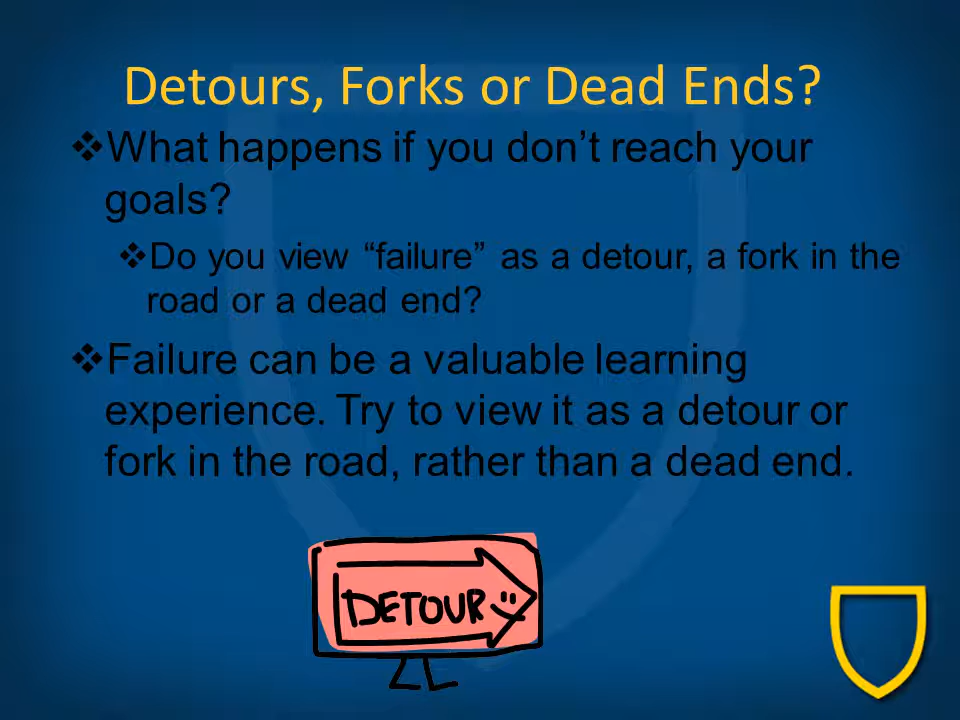 Detours, Forks or Dead Ends?
❖What happens if you don’t reach your
goals?
❖Do you view “failure” as a detour, a fork in the
road or a dead end?
❖Failure can be a valuable learning
experience. Try to view it as a detour or
fork in the road, rather than a dead end.
DETOUR